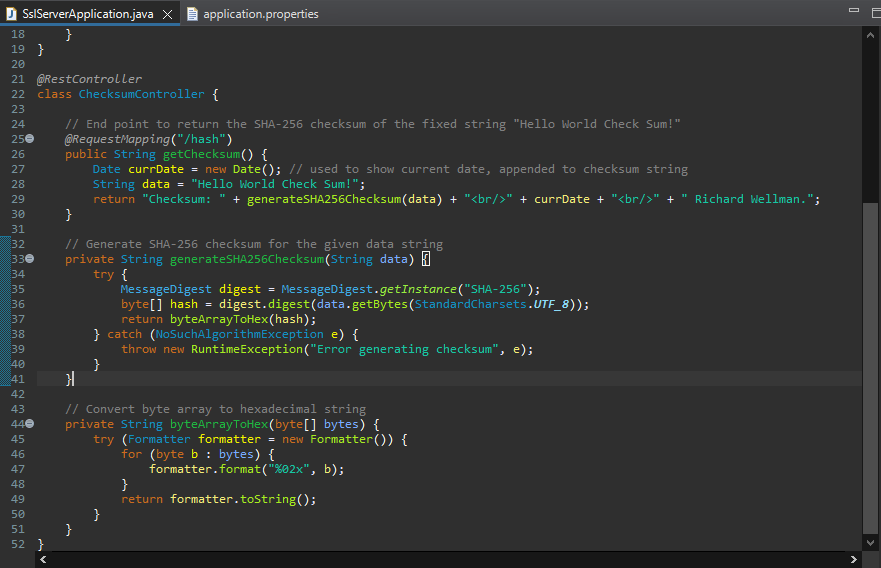 SslServerApplication.java application.properties
18 }
19 }
20
21 @RestController
22 class ChecksumController {
23
24 // End point to return the SHA-256 checksum of the fixed string "Hello World Check Sum!"
25 @RequestMapping("/hash")
26 public String getChecksum() {
27 Date currDate = new Date(); // used to show current date, appended to checksum string
28 String data = "Hello World Check Sum!";
29 return "Checksum: " + generateSHA256Checksum(data) + "<br/>" + currDate + "<br/>" + " Richard Wellman.";
30 }
31
32 // Generate SHA-256 checksum for the given data string
33 private String generateSHA256Checksum(String data) {
34 try {
35 MessageDigest digest = MessageDigest.getInstance("SHA-256");
36 byte[] hash = digest.digest(data.getBytes(StandardCharsets.UTF_8));
37 return byteArrayToHex(hash);
38 } catch (NoSuchAlgorithmException e) {
39 throw new RuntimeException("Error generating checksum", e);
40 }
41 }
42
43 // Convert byte array to hexadecimal string
44 private String byteArrayToHex(byte[] bytes) {
45 try (Formatter formatter = new Formatter()) {
46 for (byte b : bytes) {
47 formatter.format("%02x", b);
48 }
49 return formatter.toString();
50 }
51 }
52 }